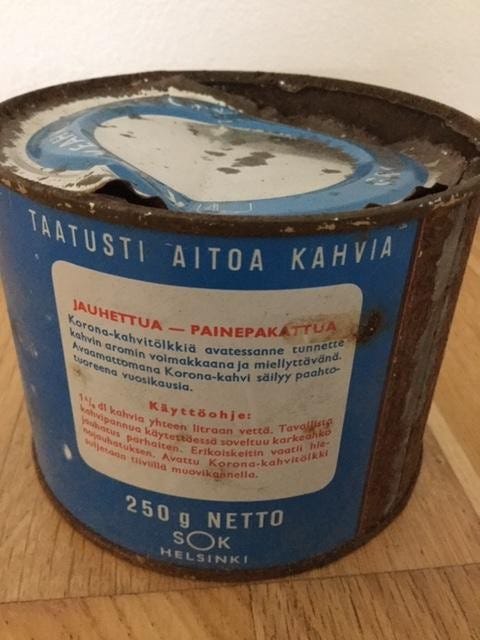 TAATUSTI AITOA KAHVIA
JAUHETTUA — PAINEPAKATTUA
Korona-kahvitölkkiä avatessanne tunnette
kahvin aromin voimakkaana ja miellyttävänä.
Avaamattomana Korona-kahvi säilyy paahto-
tuoreena vuosikausia.
Käyttöohje:
dl kahvia yhteen litraan vettä. Tavallista
kahvipannua käytettäessä soveltuu karkeahko
jauhatus parhaiten. Erikoiskeitin vaatii hie-
nojauhatuksen. Avattu Korona-kahvitölkki
suljetaan tiiviillä muovikannella.
250 g NETTO
SOK
HELSINKI